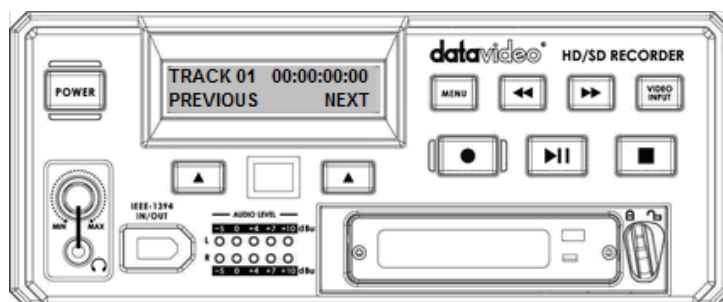 datavideo® HD/SD RECORDER
TRACK 01 00:00:00:00
PREVIOUS NEXT
POWER
MENU
VIDEO INPUT
IEEE-1394
IN/OUT
AUDIO LEVEL
-5 0 +4 +7 +10 dBu
L
R
-5 0 +4 +7 +10 dBu
MIN MAX